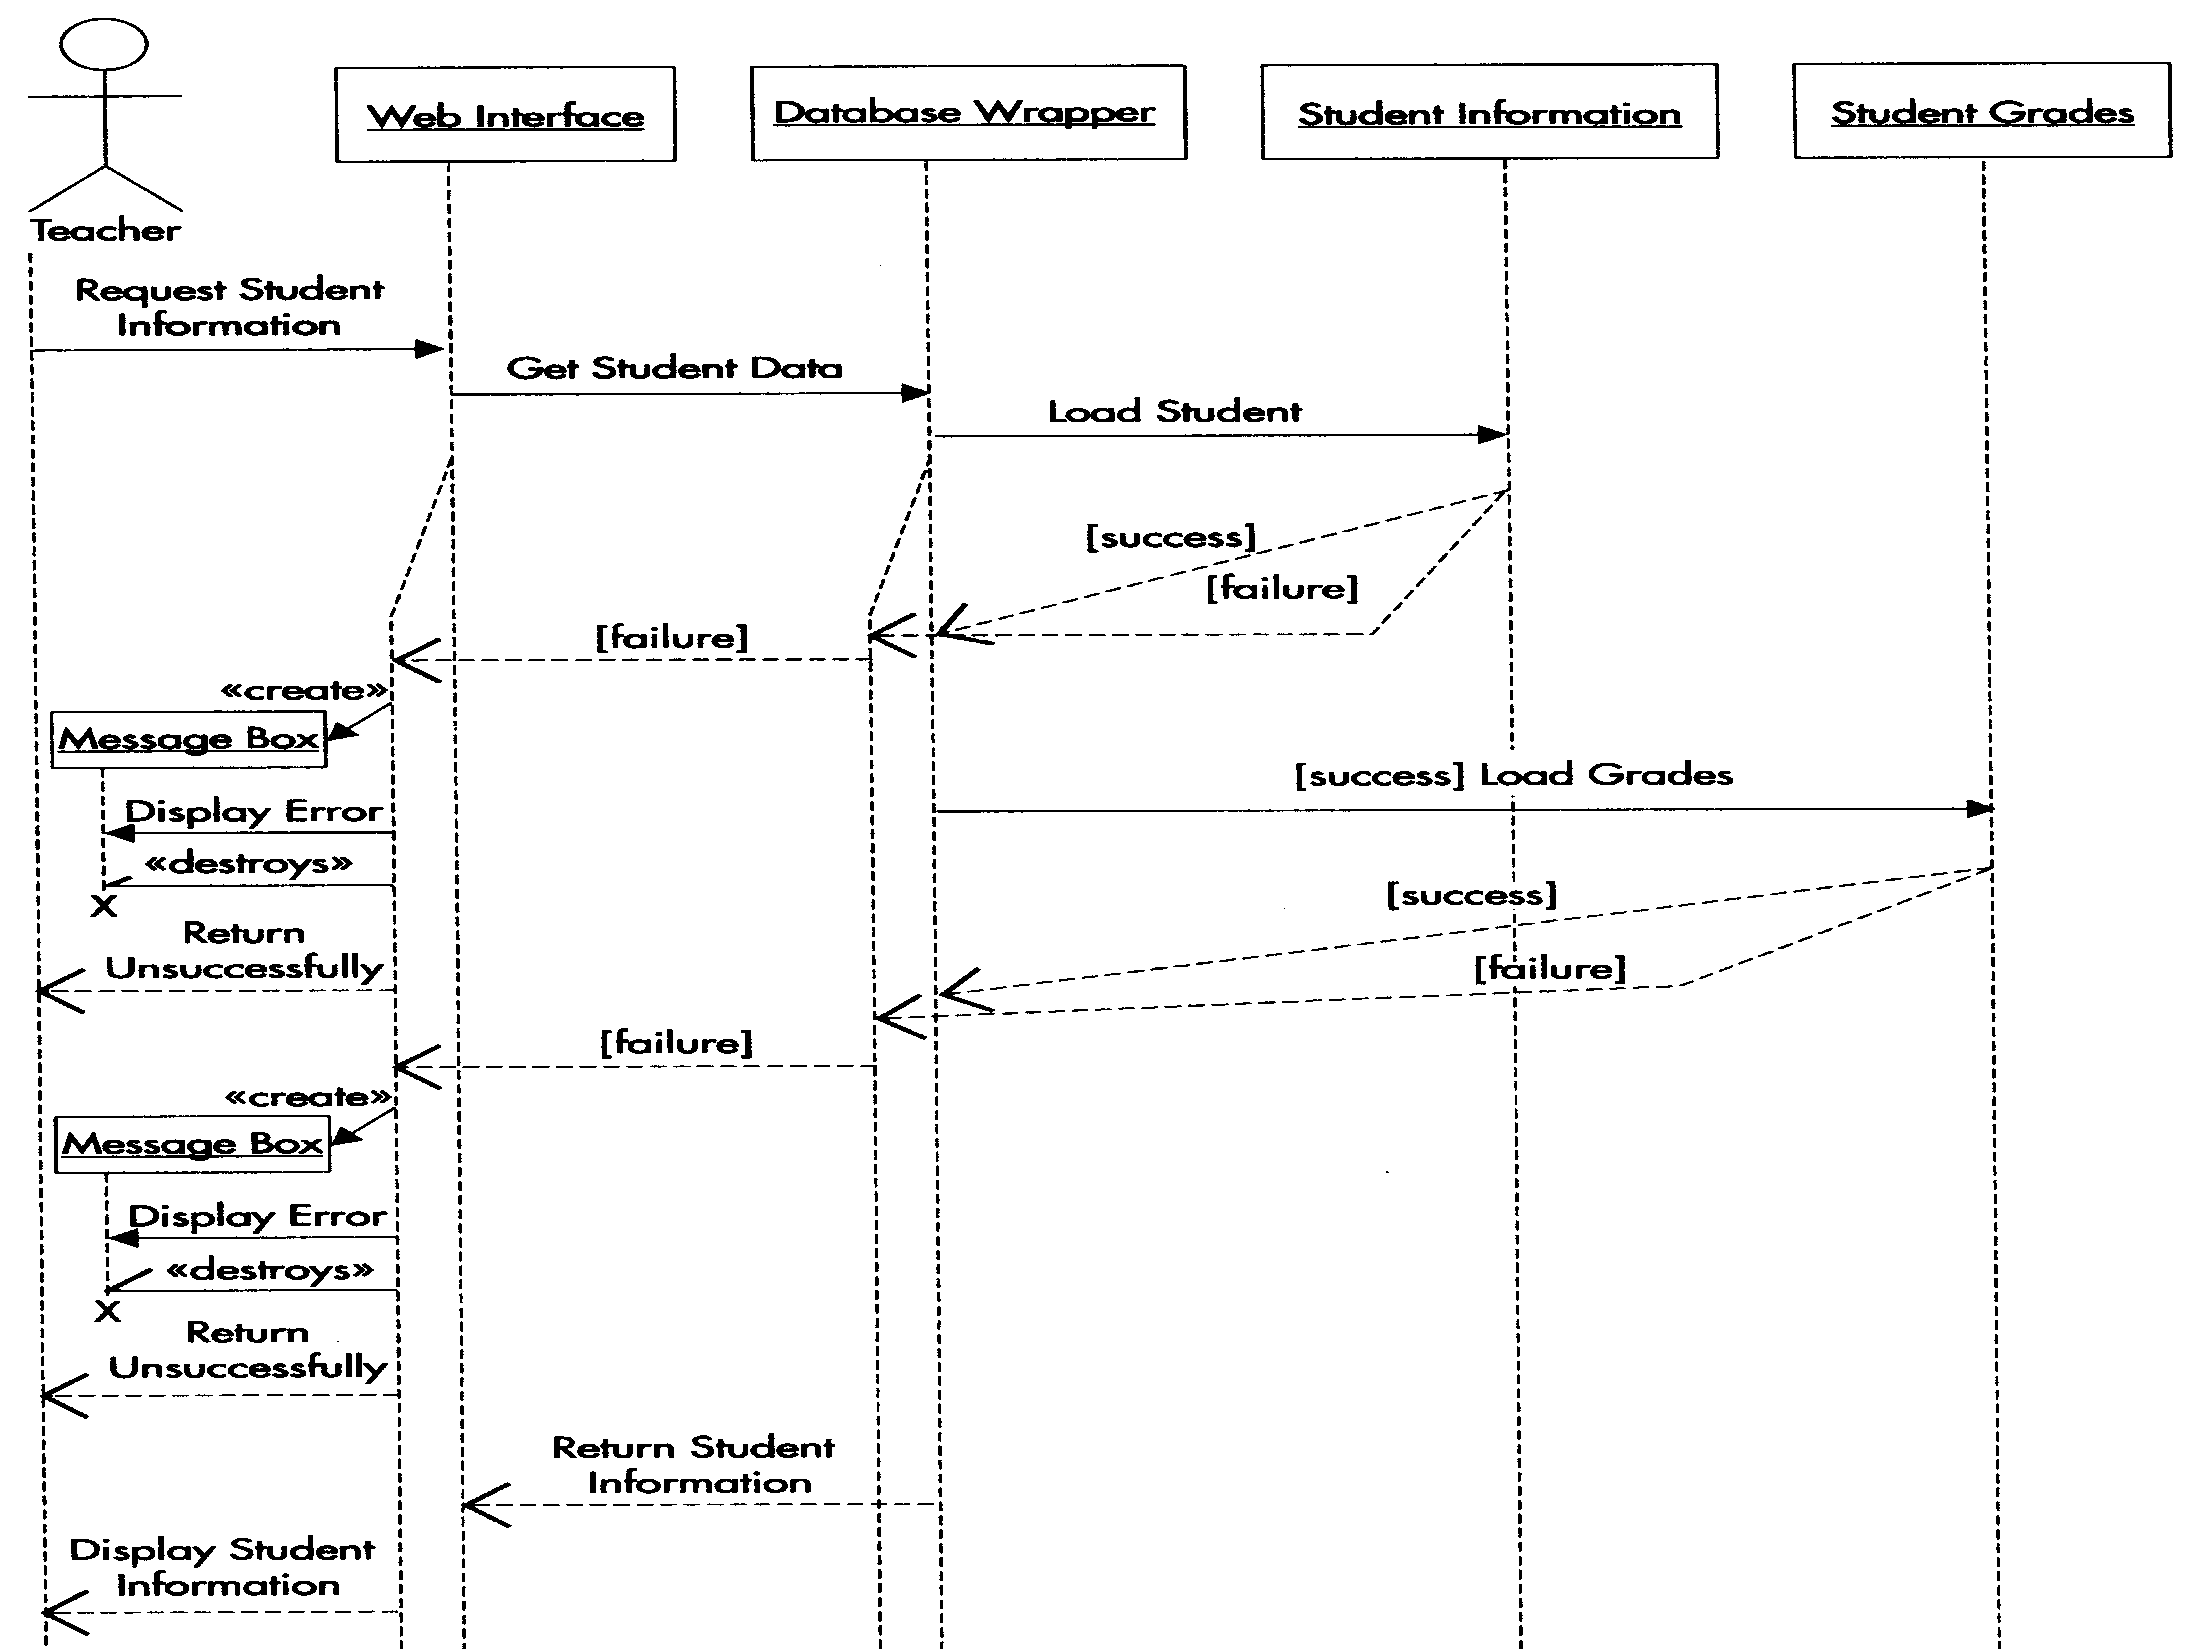 Web Interface
Database Wrapper
Student Information
Student Grades
Teacher
Request Student
Information
Get Student Data
Load Student
[success]
[failure]
[failure]
«create»
Message Box
[success] Load Grades
Display Error
«destroys»
X
[success]
Return
Unsuccessfully
[failure]
[failure]
«create»
Message Box
Display Error
«destroys»
X
Return
Unsuccessfully
Return Student
Information
Display Student
Information